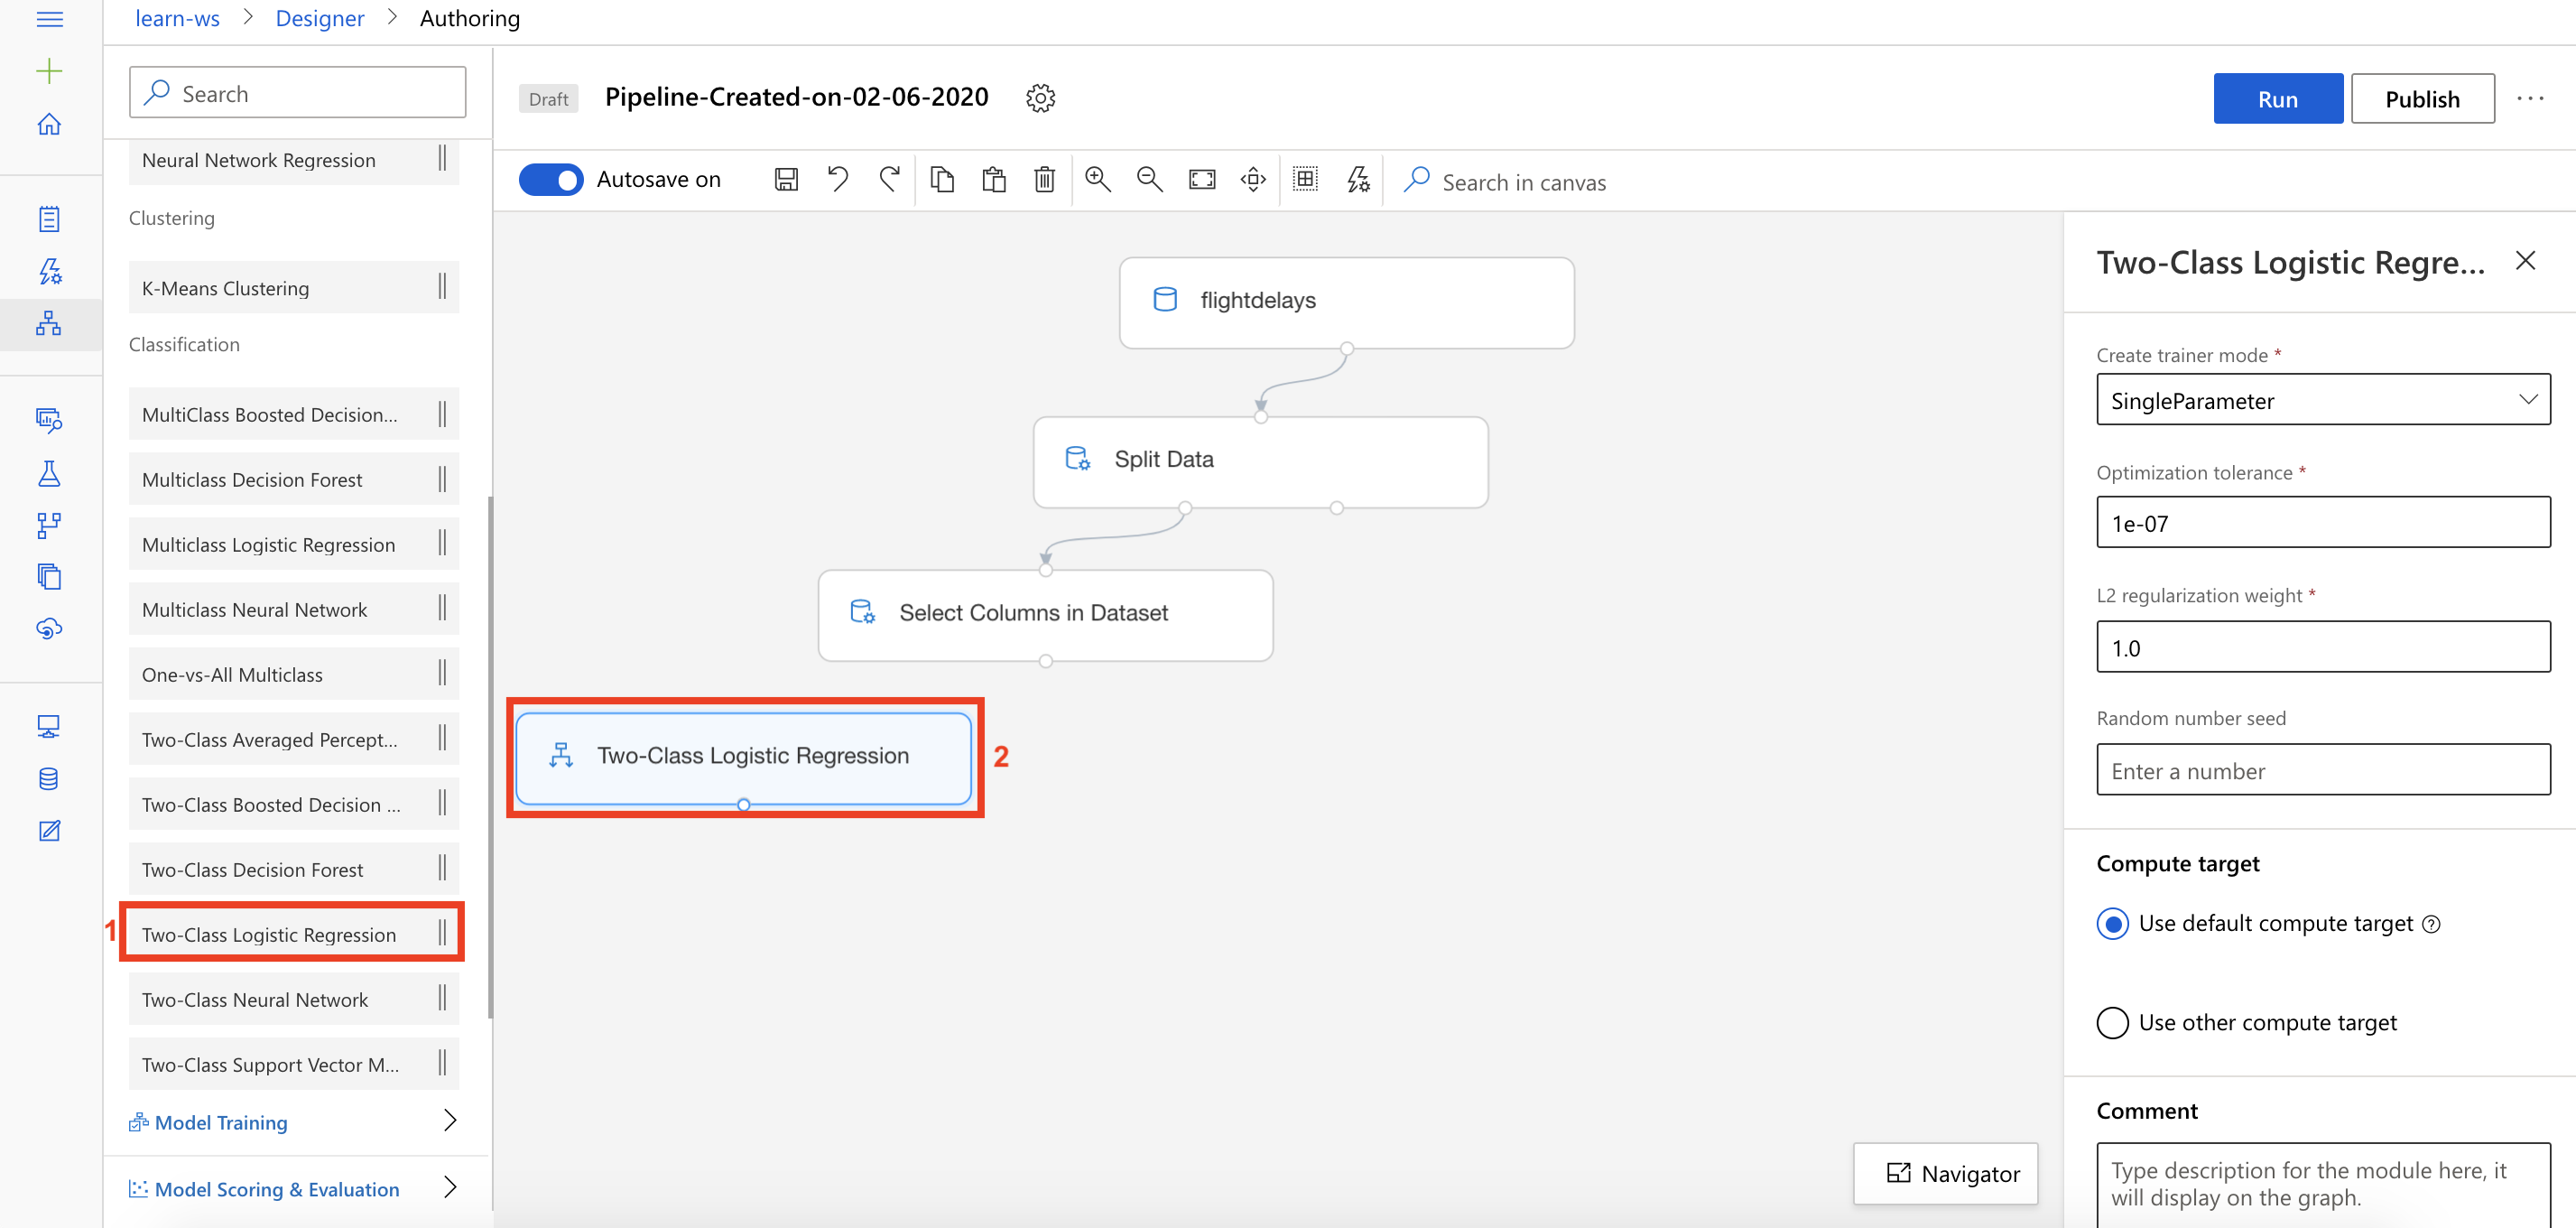 learn-ws > Designer > Authoring
Search
Neural Network Regression
Clustering
K-Means Clustering
Classification
MultiClass Boosted Decision...
Multiclass Decision Forest
Multiclass Logistic Regression
Multiclass Neural Network
One-vs-All Multiclass
Two-Class Averaged Percept...
Two-Class Boosted Decision ...
Two-Class Decision Forest
1 Two-Class Logistic Regression
Two-Class Neural Network
Two-Class Support Vector M...
Model Training
Model Scoring & Evaluation
Draft Pipeline-Created-on-02-06-2020
Run Publish ...
Autosave on
Search in canvas
flightdelays
Split Data
Select Columns in Dataset
Two-Class Logistic Regression 2
Navigator
Two-Class Logistic Regre...
Create trainer mode *
SingleParameter
Optimization tolerance *
1e-07
L2 regularization weight *
1.0
Random number seed
Enter a number
Compute target
Use default compute target ?
Use other compute target
Comment
Type description for the module here, it
will display on the graph.